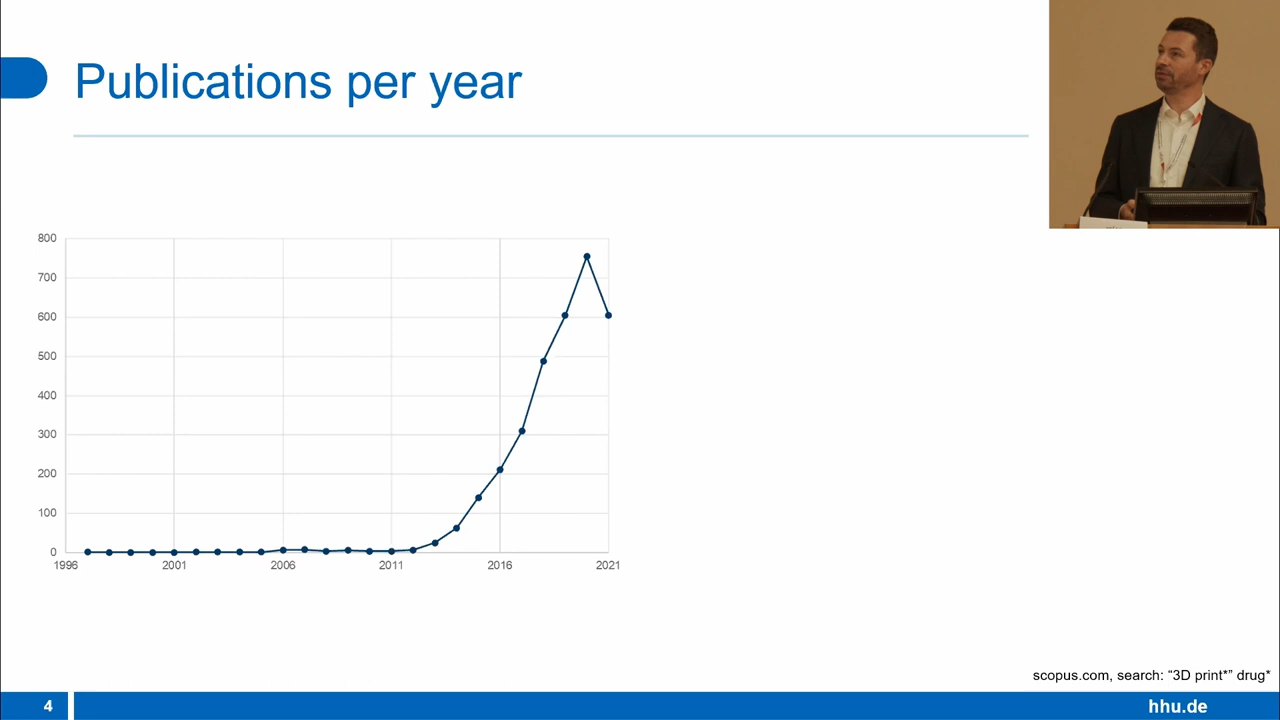 Publications per year
800
700
600
500
400
300
200
100
0
1996 2001 2006 2011 2016 2021
scopus.com, search: “3D print*” drug*
4 hhu.de